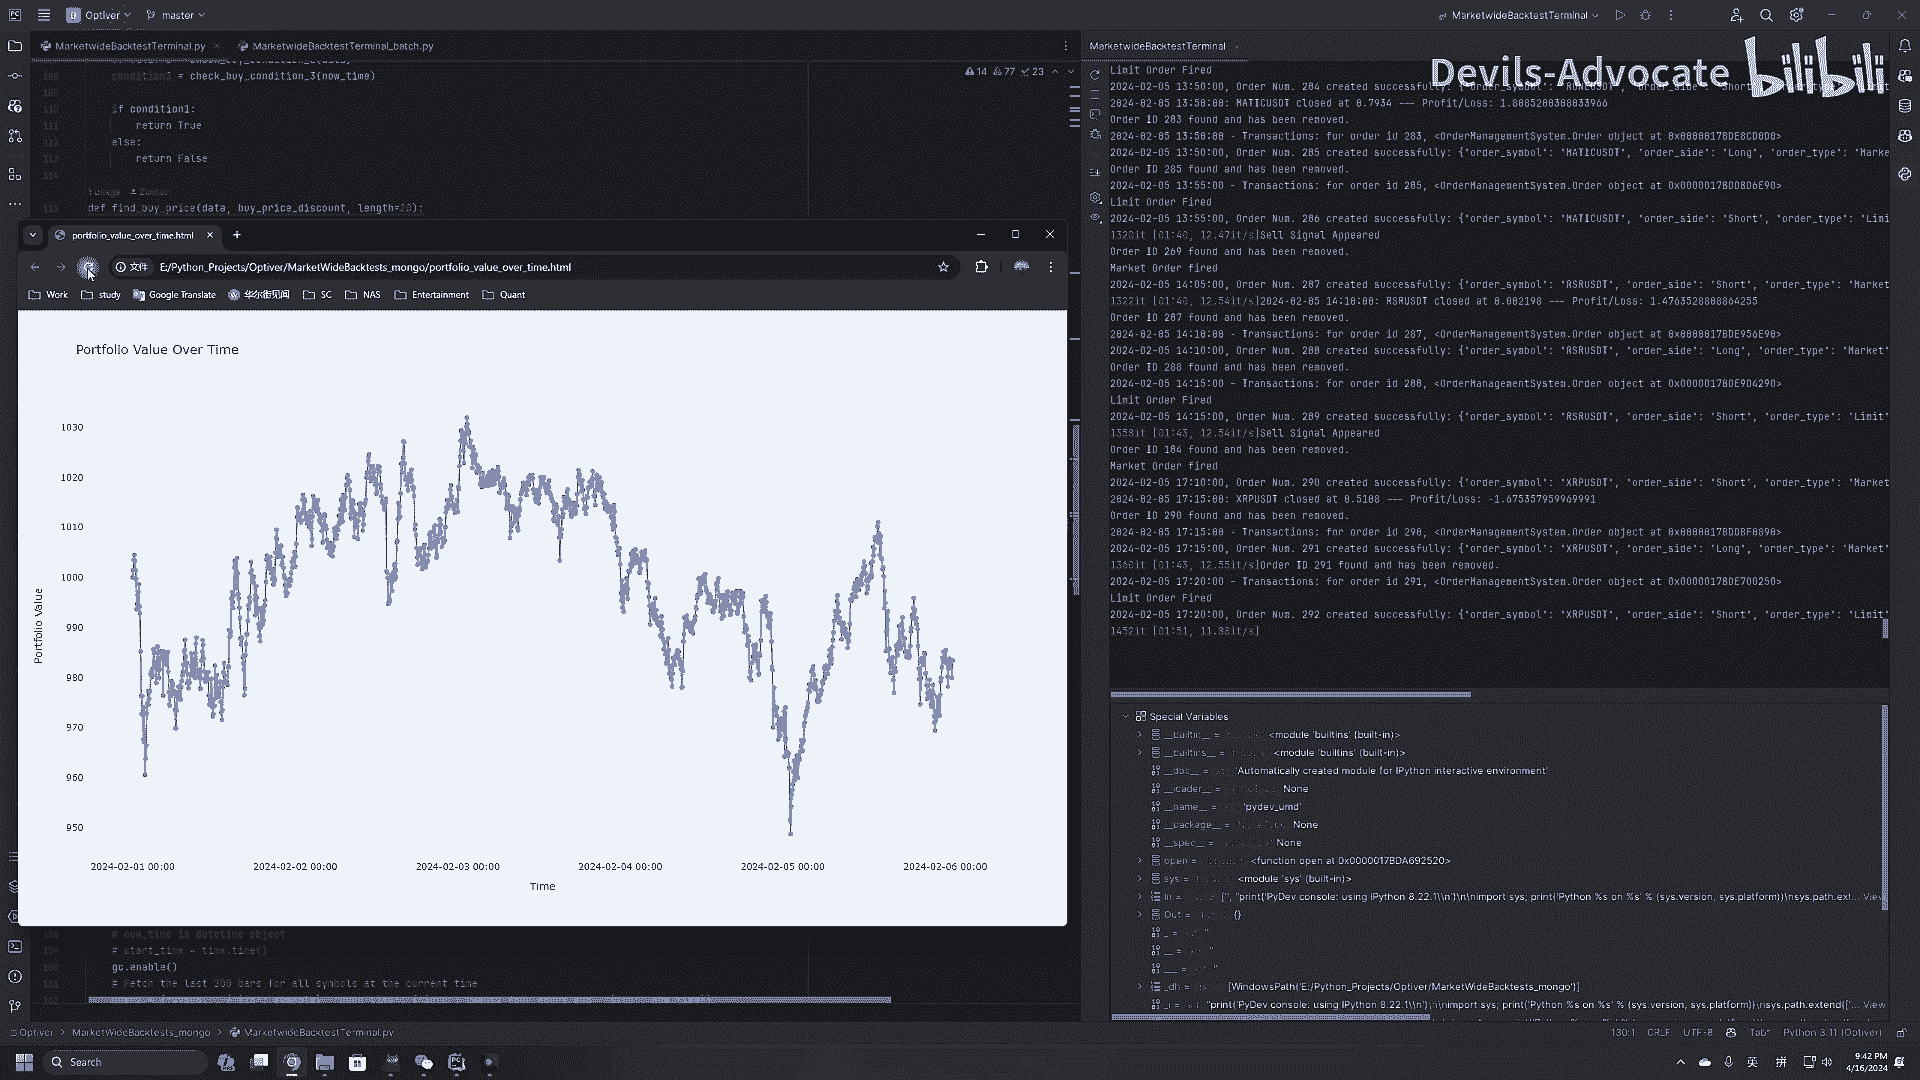 Optiver
master
MarketwideBacktestTerminal
MarketwideBacktestTerminal.py
MarketwideBacktestTerminal_batch.py
MarketwideBacktestTerminal
Devils-Advocate bilibili
14 77 23
= check_buy_condition_3(now_time)
109
110 if condition1:
111 return True
112 else:
113 return False
114
115 def find_buy_price(data, buy_price_discount, length=20):
portfolio_value_over_time.html
文件 E:/Python_Projects/Optiver/MarketWideBacktests_mongo/portfolio_value_over_time.html
Work study Google Translate 华尔街见闻 SC NAS Entertainment Quant
Portfolio Value Over Time
1030
1020
1010
1000
990
980
970
960
950
Portfolio Value
2024-02-01 00:00 2024-02-02 00:00 2024-02-03 00:00 2024-02-04 00:00 2024-02-05 00:00 2024-02-06 00:00
Time
# now_time is datetime object
# start_time = time.time()
gc.enable()
# Fetch the last 200 bars for all symbols at the current time
Limit Order Fired
2024-02-05 13:50:00, Order Num. 284 created successfully:
2024-02-05 13:50:00: MATICUSDT closed at 0.7934 --- Profit/Loss:
Order ID 283 found and has been removed.
2024-02-05 13:50:00 - Transactions: for order id 283, <OrderManagementSystem.Order object at
2024-02-05 13:50:00, Order Num. 285 created successfully: {'order_symbol': 'MATICUSDT', 'order_side': 'Long', 'order_type': 'Marke
Order ID 285 found and has been removed.
2024-02-05 13:55:00 - Transactions: for order id 285, <OrderManagementSystem.Order object at
Limit Order Fired
2024-02-05 13:55:00, Order Num. 286 created successfully: {'order_symbol': 'MATICUSDT', 'order_side': 'Short', 'order_type': 'Limi
1320it [01:40, 12.47it/s]Sell Signal Appeared
Order ID 269 found and has been removed.
Market Order fired
2024-02-05 14:05:00, Order Num. 287 created successfully: {'order_symbol': 'RSRUSDT', 'order_side': 'Short', 'order_type': 'Market
1322it [01:40, 12.54it/s]2024-02-05 14:10:00: RSRUSDT closed at 0.002198 --- Profit/Loss:
Order ID 287 found and has been removed.
2024-02-05 14:10:00 - Transactions: for order id 287, <OrderManagementSystem.Order object at
2024-02-05 14:10:00, Order Num. 288 created successfully: {'order_symbol': 'RSRUSDT', 'order_side': 'Long', 'order_type': 'Market'
Order ID 288 found and has been removed.
2024-02-05 14:15:00 - Transactions: for order id 288, <OrderManagementSystem.Order object at
Limit Order Fired
2024-02-05 14:15:00, Order Num. 289 created successfully: {'order_symbol': 'RSRUSDT', 'order_side': 'Short', 'order_type': 'Limit'
1358it [01:43, 12.54it/s]Sell Signal Appeared
Order ID 184 found and has been removed.
Market Order fired
2024-02-05 17:10:00, Order Num. 290 created successfully: {'order_symbol': 'XRPUSDT', 'order_side': 'Short', 'order_type': 'Market
2024-02-05 17:15:00: XRPUSDT closed at 0.5108 --- Profit/Loss: -1.675357959969991
Order ID 290 found and has been removed.
2024-02-05 17:15:00 - Transactions: for order id 290, <OrderManagementSystem.Order object at
2024-02-05 17:15:00, Order Num. 291 created successfully: {'order_symbol': 'XRPUSDT', 'order_side': 'Long', 'order_type': 'Market'
1360it [01:43, 12.55it/s]Order ID 291 found and has been removed.
2024-02-05 17:20:00 - Transactions: for order id 291, <OrderManagementSystem.Order object at
Limit Order Fired
2024-02-05 17:20:00, Order Num. 292 created successfully: {'order_symbol': 'XRPUSDT', 'order_side': 'Short', 'order_type': 'Limit'
1452it [01:51, 11.38it/s]
Special Variables
__builtin__ = <module 'builtins' (built-in)>
__builtins__ = <module 'builtins' (built-in)>
__doc__ = 'Automatically created module for IPython interactive environment'
__loader__ = None
__name__ = 'pydev_umd'
__package__ = None
__spec__ = None
open = <function open at 0x0000017BDA692520>
sys = <module 'sys' (built-in)>
In = ['', "print('PyDev console: using IPython 8.22.1\\n')\n\nimport sys; print('Python %s on %s' % (sys.version, sys.platform))\nsys.path.ext... View
Out = {}
_ = ''
__ = ''
___ = ''
_dh = [WindowsPath('E:/Python_Projects/Optiver/MarketWideBacktests_mongo')]
_i = "print('PyDev console: using IPython 8.22.1\\n')\n\nimport sys; print('Python %s on %s' % (sys.version, sys.platform))\nsys.path.extend(['... View
Optiver > MarketWideBacktests_mongo > MarketwideBacktestTerminal.py
130:1 CRLF UTF-8 Tab* Python 3.11 (Optiver)
Search
英 拼
9:42 PM
4/16/2024